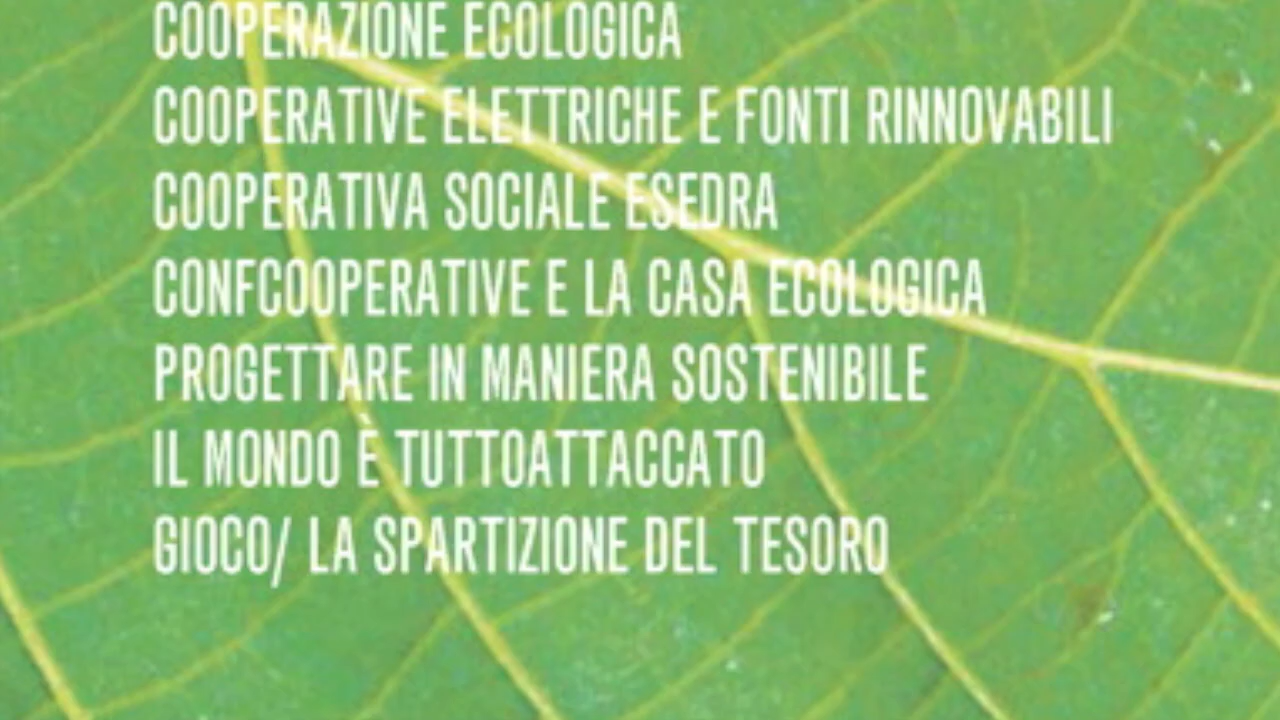 COOPERAZIONE ECOLOGICA
COOPERATIVE ELETTRICHE E FONTI RINNOVABILI
COOPERATIVA SOCIALE ESEDRA
CONFCOOPERATIVE E LA CASA ECOLOGICA
PROGETTARE IN MANIERA SOSTENIBILE
IL MONDO È TUTTOATTACCATO
GIOCO/ LA SPARTIZIONE DEL TESORO